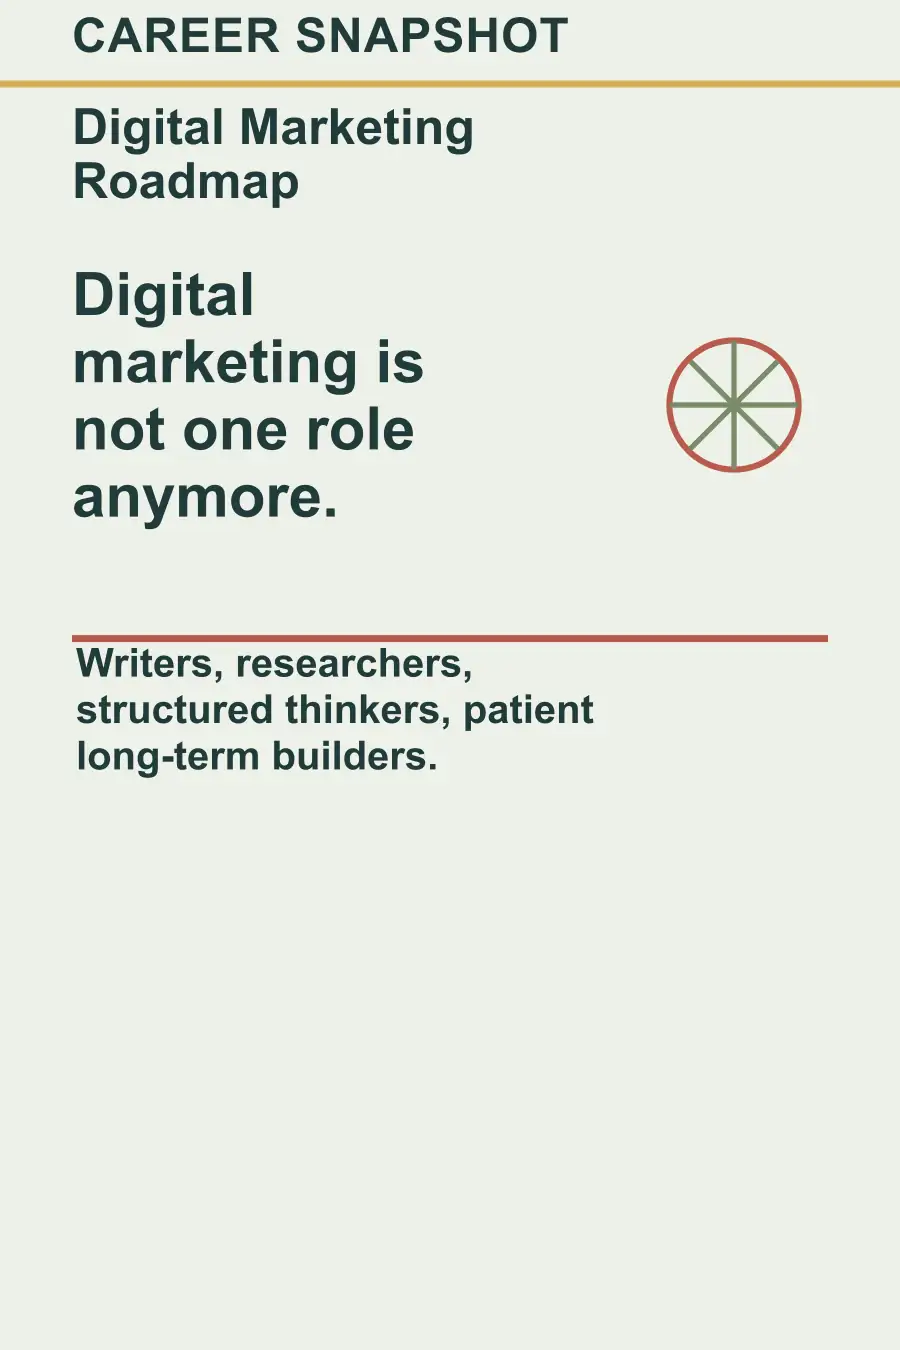 CAREER SNAPSHOT
Digital Marketing
Roadmap
Digital
marketing is
not one role
anymore.
Writers, researchers,
structured thinkers, patient
long-term builders.